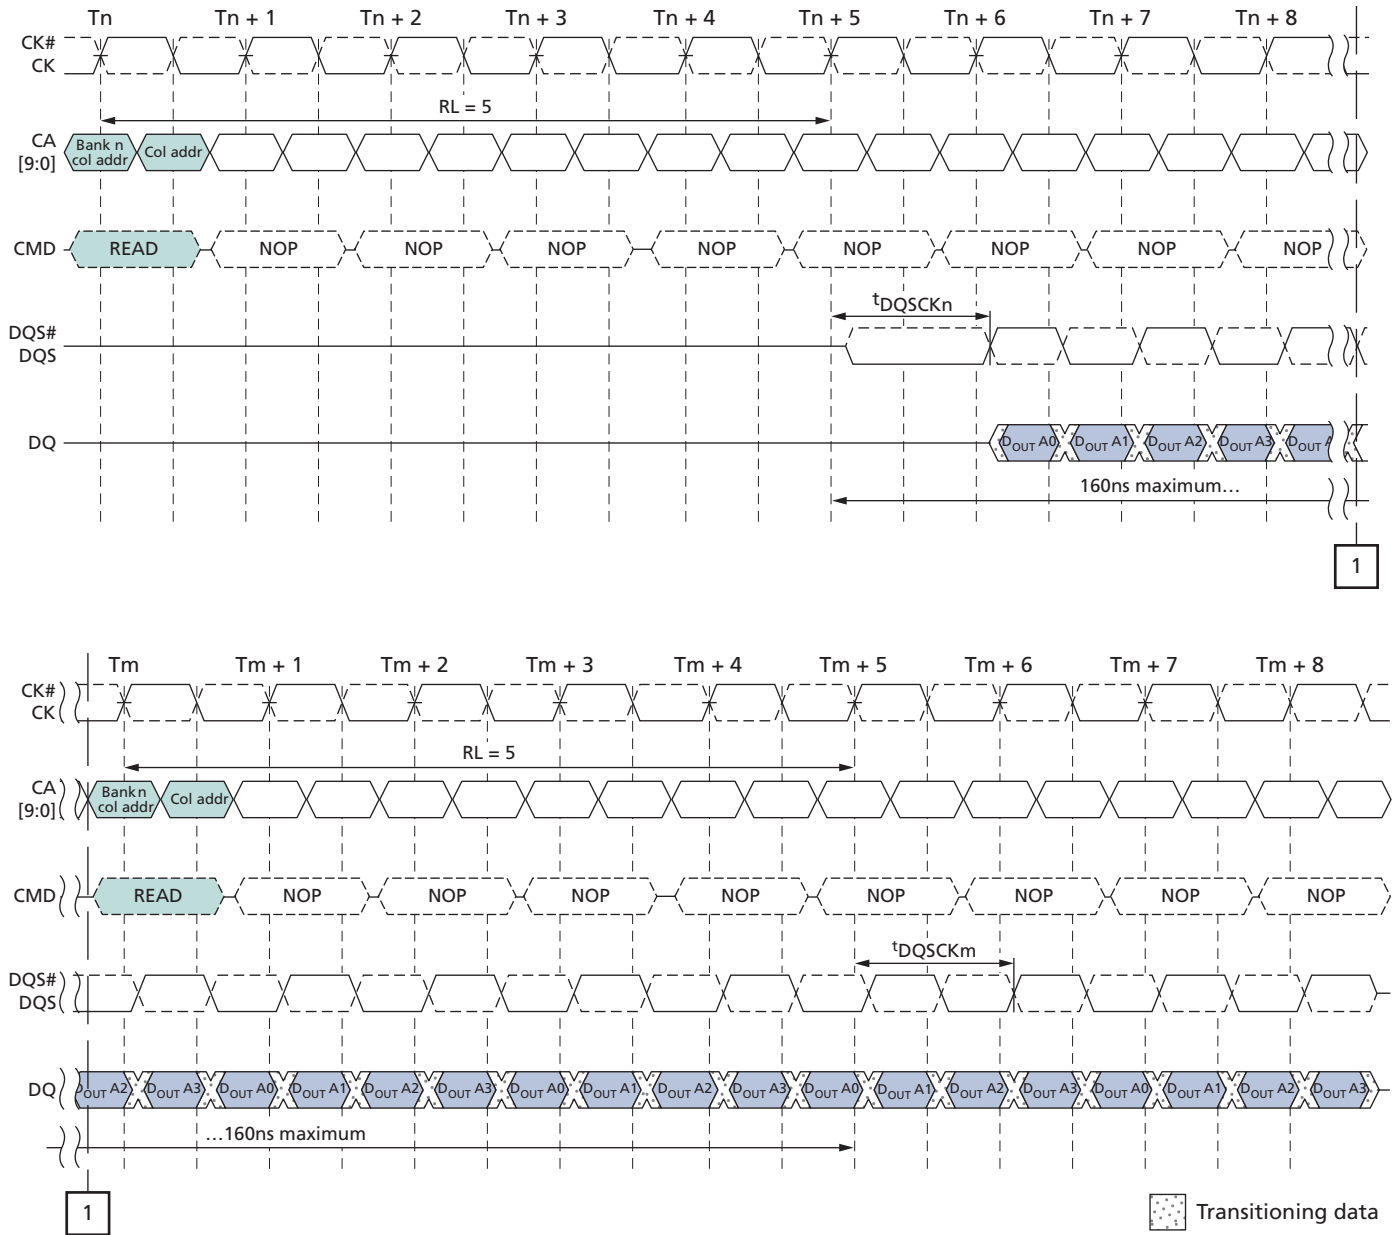 Tn Tn + 1 Tn + 2 Tn + 3 Tn + 4 Tn + 5 Tn + 6 Tn + 7 Tn + 8
CK#
CK
RL = 5
CA
[9:0]
Bank n
col addr
Col addr
CMD READ NOP NOP NOP NOP NOP NOP NOP NOP
tDQSCKn
DQS#
DQS
DQ DOUT A0 DOUT A1 DOUT A2 DOUT A3 DOUT A
160ns maximum…
1
Tm Tm + 1 Tm + 2 Tm + 3 Tm + 4 Tm + 5 Tm + 6 Tm + 7 Tm + 8
CK#
CK
RL = 5
CA
[9:0]
Bank n
col addr
Col addr
CMD READ NOP NOP NOP NOP NOP NOP NOP NOP
tDQSCKm
DQS#
DQS
DQ DOUT A2 DOUT A3 DOUT A0 DOUT A1 DOUT A2 DOUT A3 DOUT A0 DOUT A1 DOUT A2 DOUT A3 DOUT A0 DOUT A1 DOUT A2 DOUT A3 DOUT A0 DOUT A1 DOUT A2 DOUT A3
…160ns maximum
1
Transitioning data